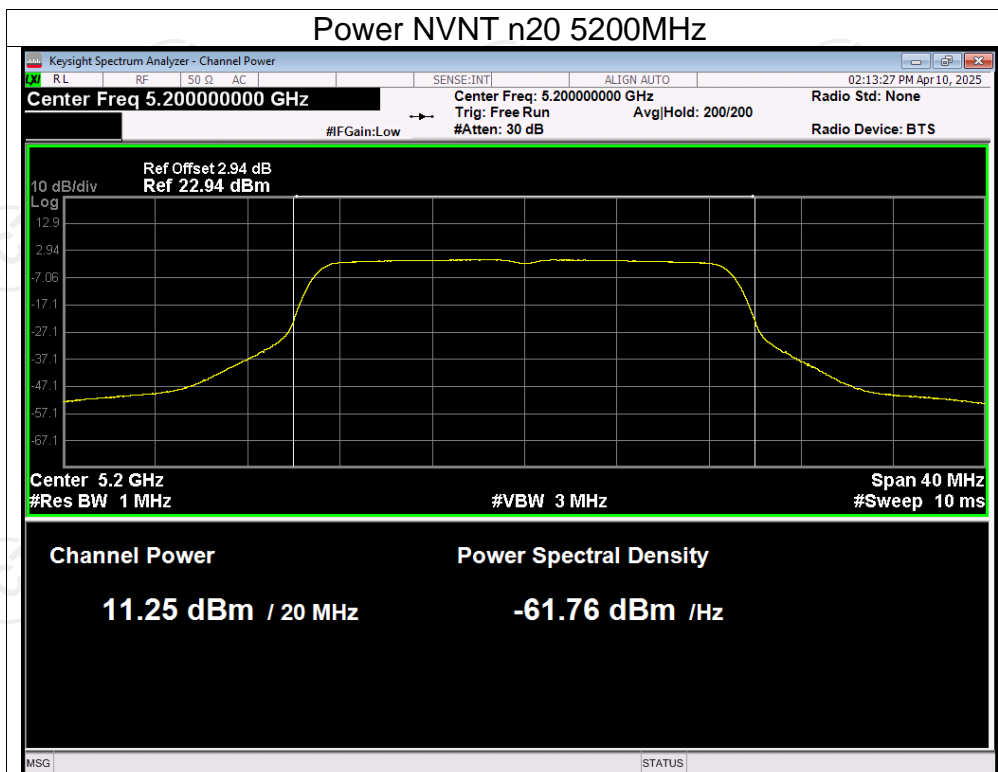 Power NVNT n20 5200MHz
Keysight Spectrum Analyzer - Channel Power
LXI RL RF 50 Ω AC SENSE:INT ALIGN AUTO 02:13:27 PM Apr 10, 2025
Center Freq 5.200000000 GHz
Center Freq: 5.200000000 GHz Radio Std: None
Trig: Free Run Avg|Hold: 200/200
#IFGain:Low #Atten: 30 dB Radio Device: BTS
Ref Offset 2.94 dB
10 dB/div Ref 22.94 dBm
Log
12.9
2.94
-7.06
-17.1
-27.1
-37.1
-47.1
-57.1
-67.1
Center 5.2 GHz Span 40 MHz
#Res BW 1 MHz #VBW 3 MHz #Sweep 10 ms
Channel Power Power Spectral Density
11.25 dBm / 20 MHz -61.76 dBm /Hz
MSG STATUS